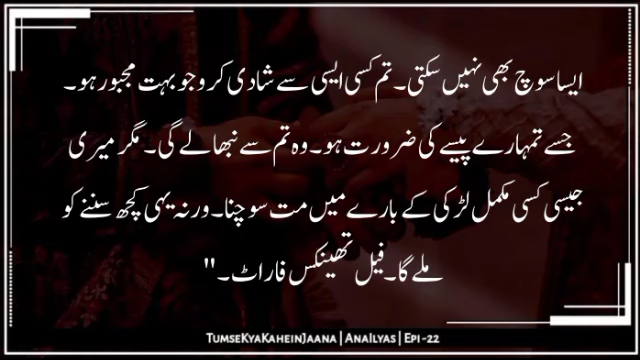 ایسا سوچ بھی نہیں سکتی۔ تم کسی ایسی سے شادی کرو جو بہت مجبور ہو۔
جسے تمہارے پیسے کی ضرورت ہو۔ وہ تم سے نبھا لے گی۔ مگر میری
جیسی کسی مکمل لڑکی کے بارے میں مت سوچنا۔ ورنہ یہی کچھ سننے کو
ملے گا۔ فیل تھینکس فار اٹ۔"
TumseKyaKaheinJaana | AnaIlyas | Epi -22